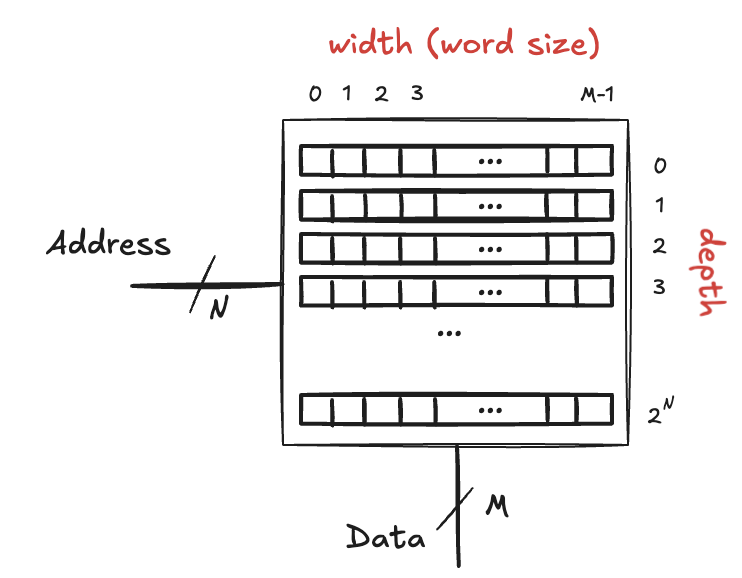 width (word size)
0 1 2 3 M-1
... 0
... 1
Address
... 2
depth
... 3
N
...
... 2^N
M
Data